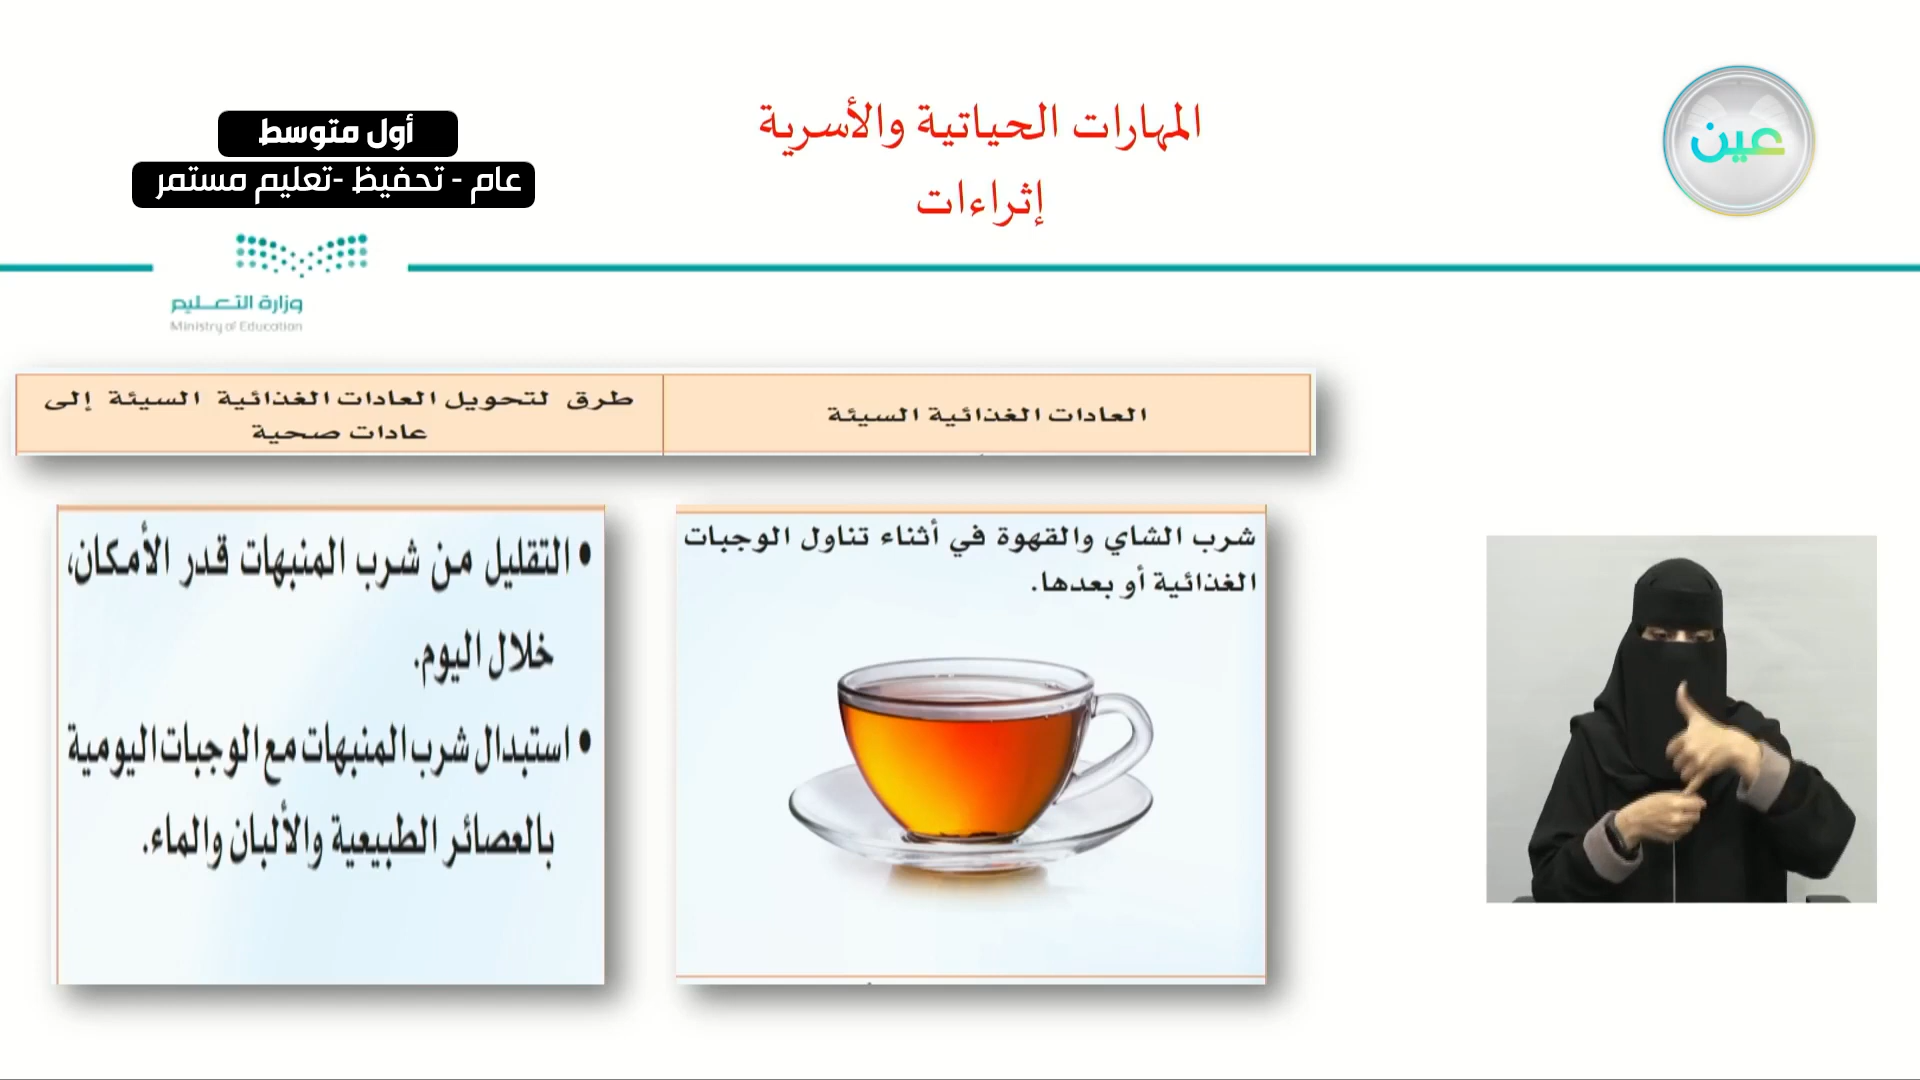 المهارات الحياتية والأسرية
إثراءات
عين
أول متوسط
عام - تحفيظ -تعليم مستمر
وزارة التعـــليم
Ministry of Education
العادات الغذائية السيئة
طرق لتحويل العادات الغذائية السيئة إلى
عادات صحية
شرب الشاي والقهوة في أثناء تناول الوجبات
الغذائية أو بعدها.
• التقليل من شرب المنبهات قدر الأمكان،
خلال اليوم.
• استبدال شرب المنبهات مع الوجبات اليومية
بالعصائر الطبيعية والألبان والماء.